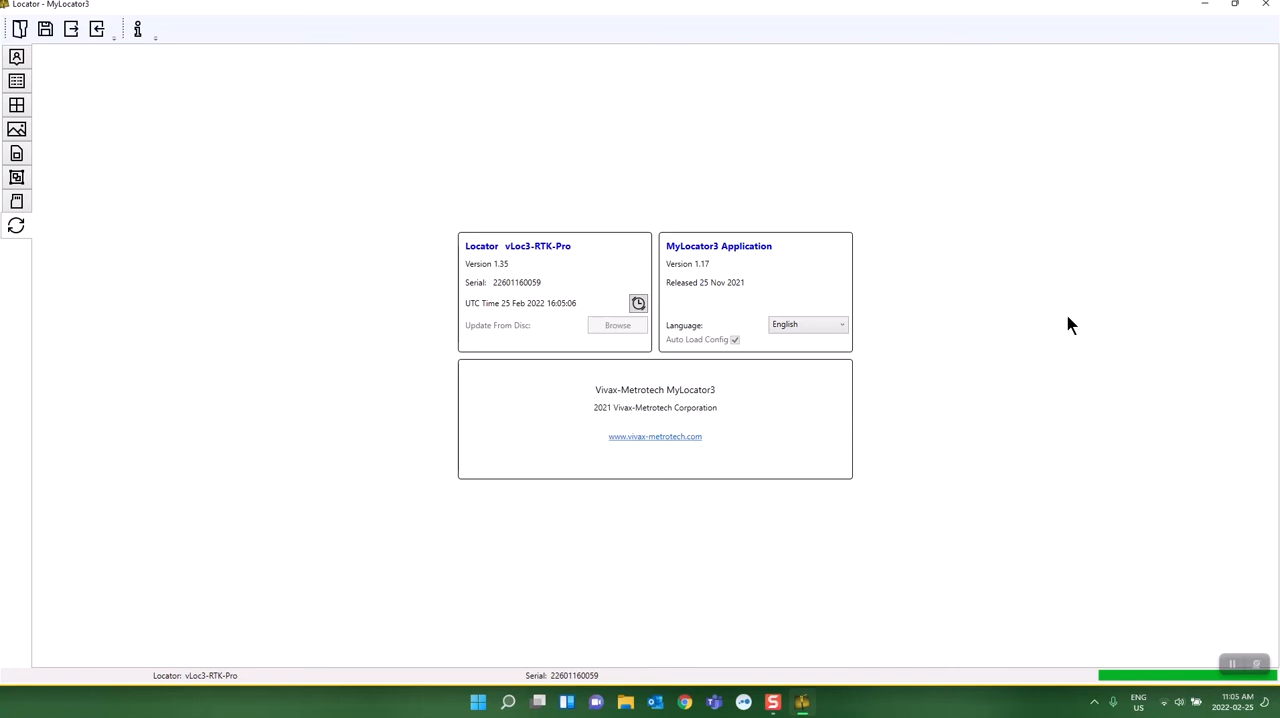 Locator - MyLocator3
Locator vLoc3-RTK-Pro
Version 1.35
Serial: 22601160059
UTC Time 25 Feb 2022 16:05:06
Update From Disc: Browse
MyLocator3 Application
Version 1.17
Released 25 Nov 2021
Language: English
Auto Load Config
Vivax-Metrotech MyLocator3
2021 Vivax-Metrotech Corporation
www.vivax-metrotech.com
Locator: vLoc3-RTK-Pro Serial: 22601160059
ENG
US
11:05 AM
2022-02-25